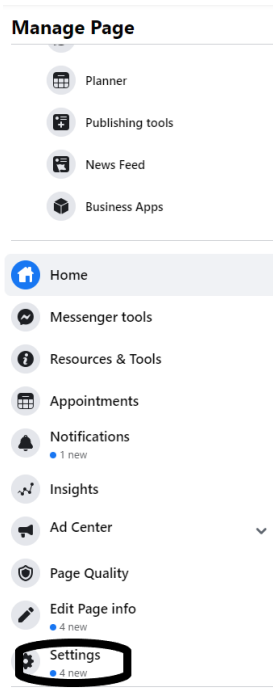 Manage Page
Planner
Publishing tools
News Feed
Business Apps
Home
Messenger tools
Resources & Tools
Appointments
Notifications
1 new
Insights
Ad Center
Page Quality
Edit Page info
4 new
Settings
4 new